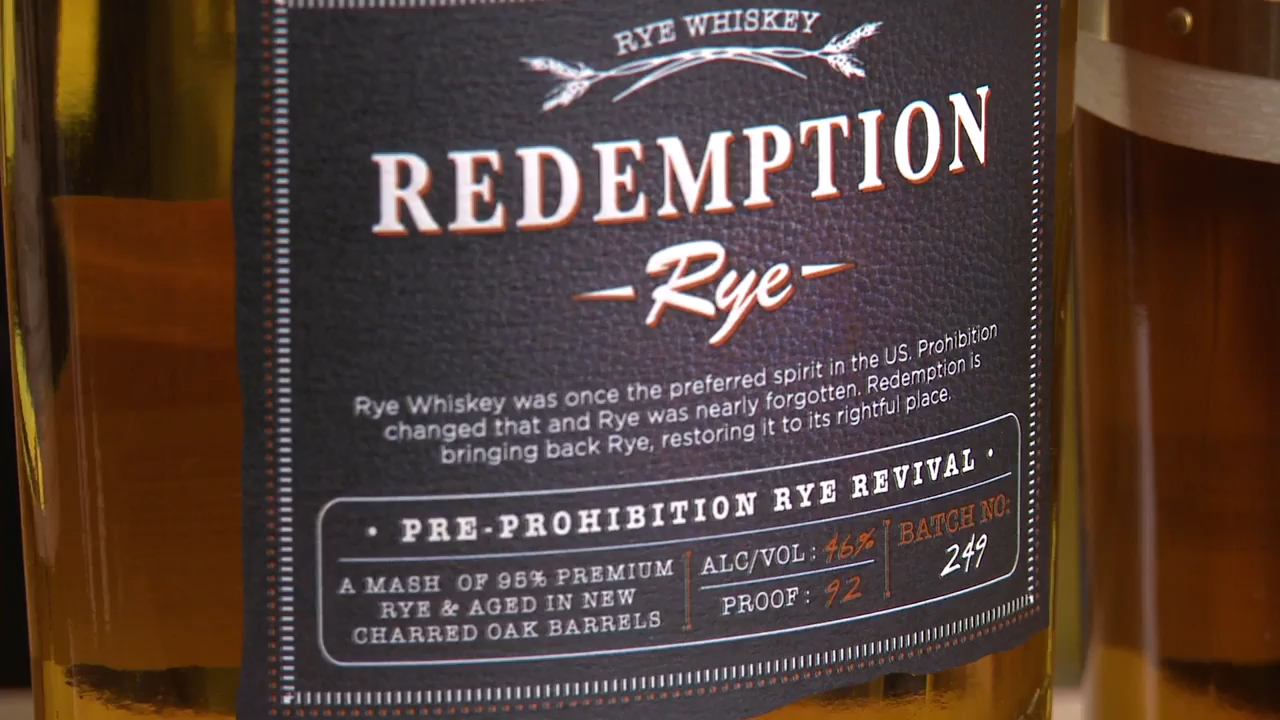 RYE WHISKEY
REDEMPTION
Rye
Rye Whiskey was once the preferred spirit in the US. Prohibition
changed that and Rye was nearly forgotten. Redemption is
bringing back Rye, restoring it to its rightful place.
· PRE-PROHIBITION RYE REVIVAL ·
A MASH OF 95% PREMIUM
RYE & AGED IN NEW
CHARRED OAK BARRELS
ALC/VOL: 46%
PROOF: 92
BATCH NO:
249